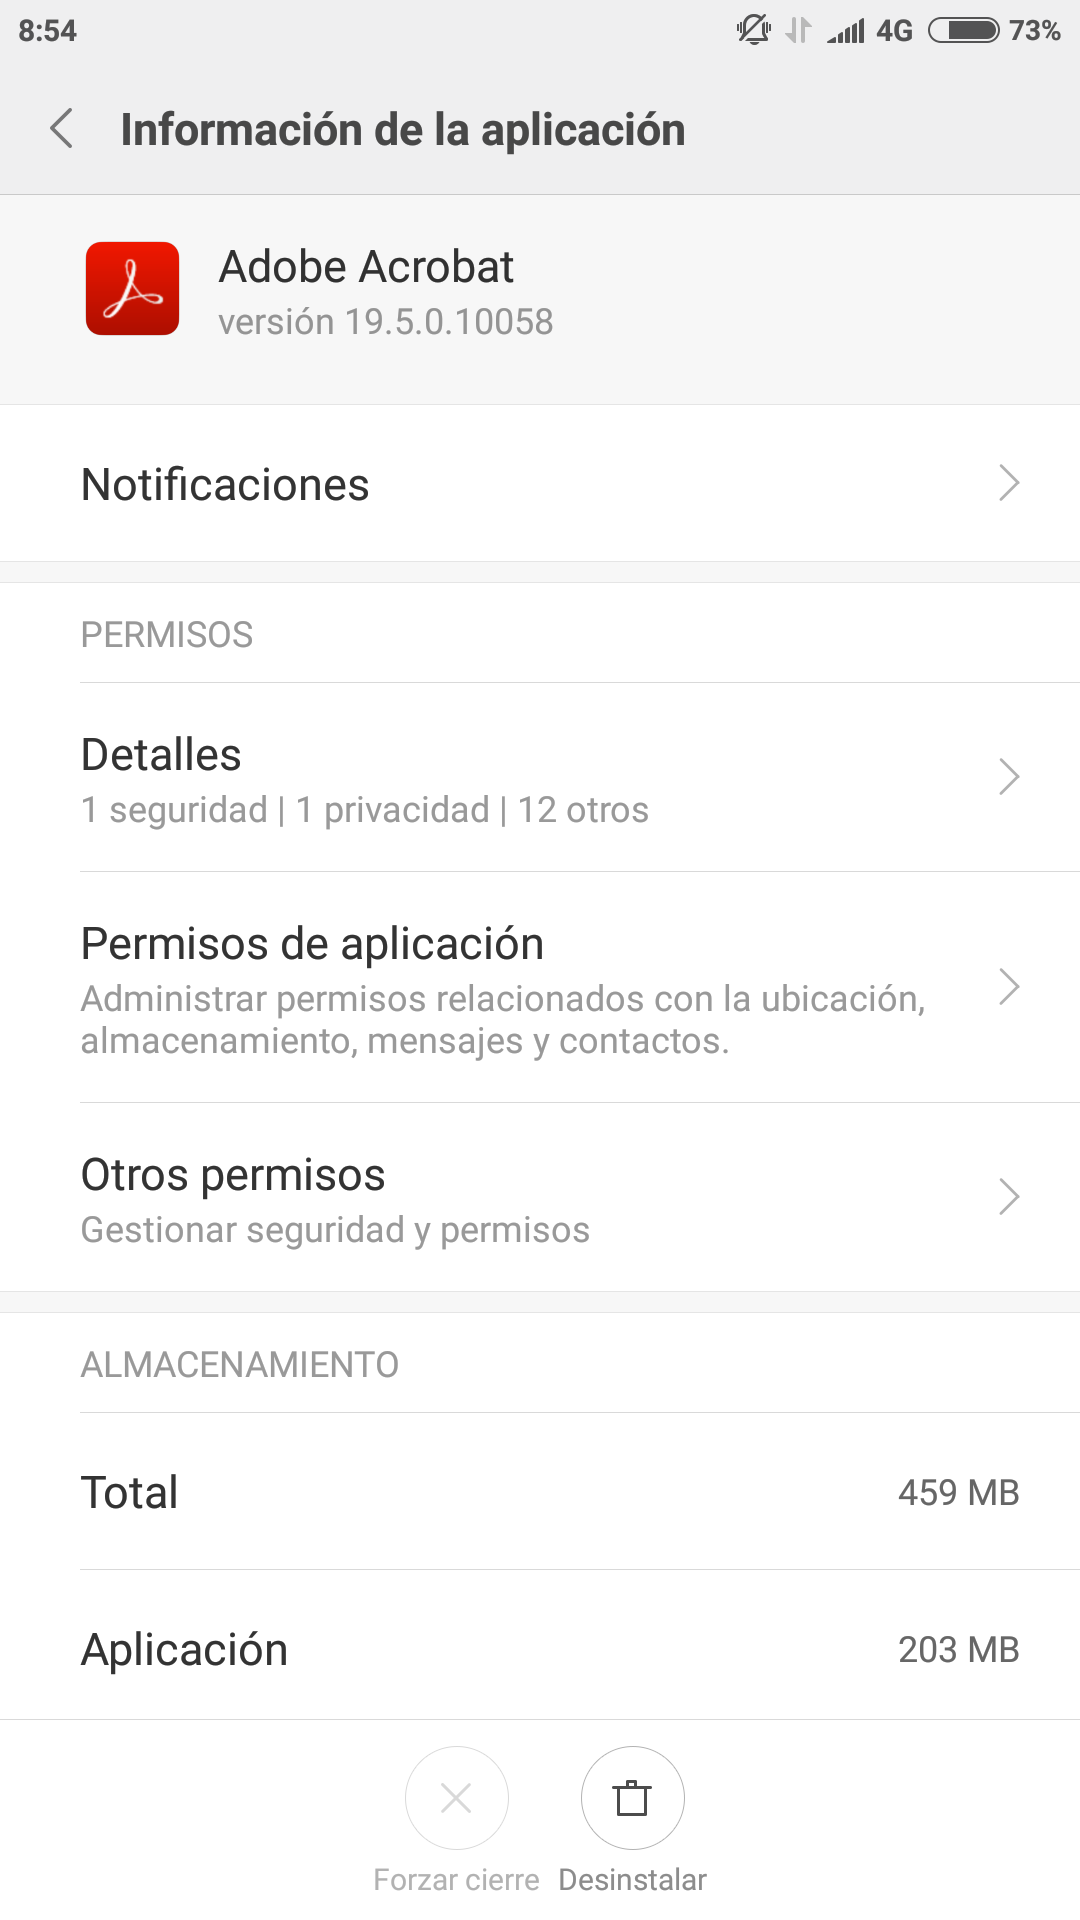 8:54 4G 73%
Información de la aplicación
Adobe Acrobat
versión 19.5.0.10058
Notificaciones
PERMISOS
Detalles
1 seguridad | 1 privacidad | 12 otros
Permisos de aplicación
Administrar permisos relacionados con la ubicación,
almacenamiento, mensajes y contactos.
Otros permisos
Gestionar seguridad y permisos
ALMACENAMIENTO
Total 459 MB
Aplicación 203 MB
Forzar cierre Desinstalar